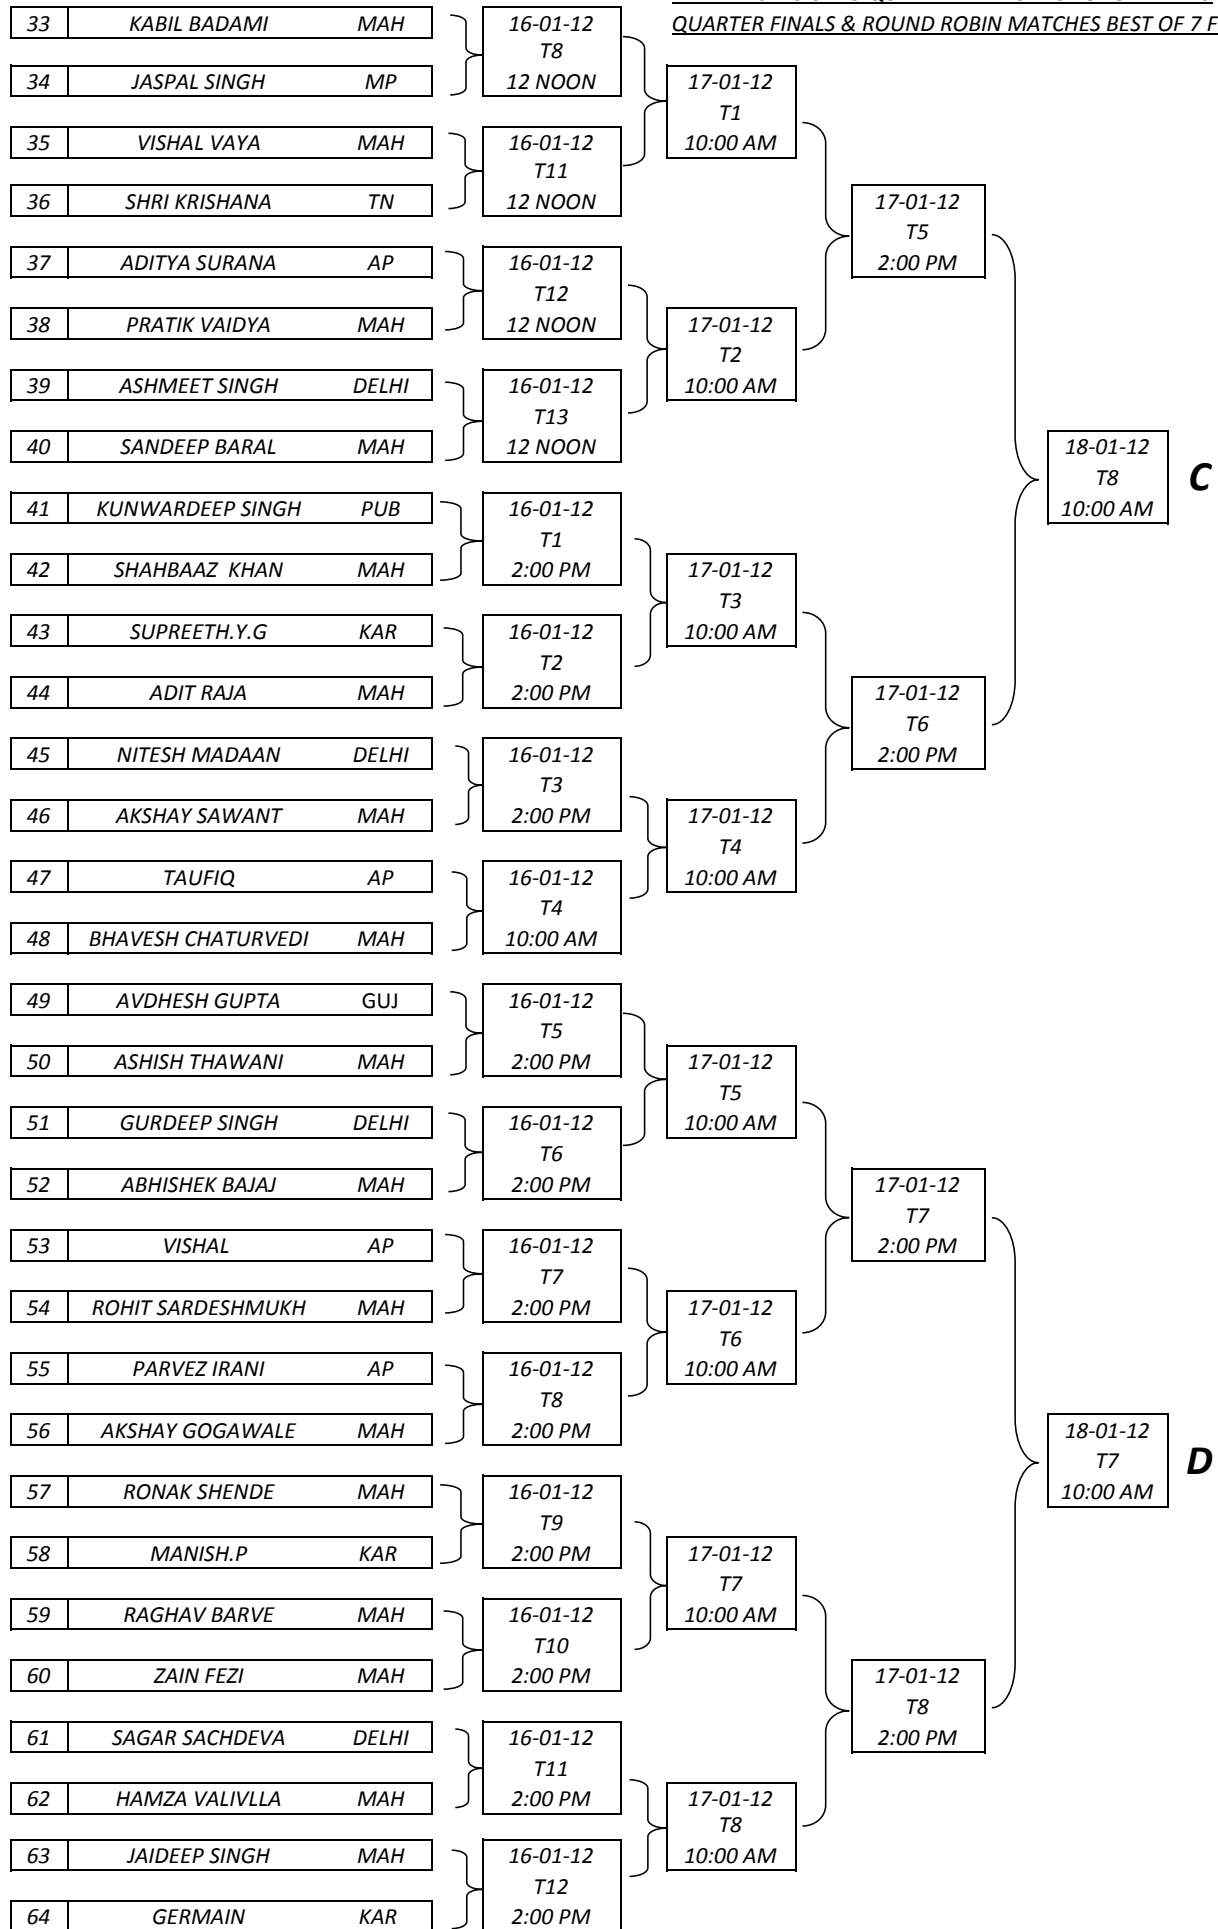 QUARTER FINALS & ROUND ROBIN MATCHES BEST OF 7 F
33 KABIL BADAMI MAH
16-01-12
T8
12 NOON
34 JASPAL SINGH MP
17-01-12
T1
10:00 AM
35 VISHAL VAYA MAH
16-01-12
T11
12 NOON
36 SHRI KRISHANA TN
17-01-12
T5
2:00 PM
37 ADITYA SURANA AP
16-01-12
T12
12 NOON
38 PRATIK VAIDYA MAH
17-01-12
T2
10:00 AM
39 ASHMEET SINGH DELHI
16-01-12
T13
12 NOON
40 SANDEEP BARAL MAH
18-01-12
T8
10:00 AM
C
41 KUNWARDEEP SINGH PUB
16-01-12
T1
2:00 PM
42 SHAHBAAZ KHAN MAH
17-01-12
T3
10:00 AM
43 SUPREETH.Y.G KAR
16-01-12
T2
2:00 PM
44 ADIT RAJA MAH
17-01-12
T6
2:00 PM
45 NITESH MADAAN DELHI
16-01-12
T3
2:00 PM
46 AKSHAY SAWANT MAH
17-01-12
T4
10:00 AM
47 TAUFIQ AP
16-01-12
T4
10:00 AM
48 BHAVESH CHATURVEDI MAH
49 AVDHESH GUPTA GUJ
16-01-12
T5
2:00 PM
50 ASHISH THAWANI MAH
17-01-12
T5
10:00 AM
51 GURDEEP SINGH DELHI
16-01-12
T6
2:00 PM
52 ABHISHEK BAJAJ MAH
17-01-12
T7
2:00 PM
53 VISHAL AP
16-01-12
T7
2:00 PM
54 ROHIT SARDESHMUKH MAH
17-01-12
T6
10:00 AM
55 PARVEZ IRANI AP
16-01-12
T8
2:00 PM
56 AKSHAY GOGAWALE MAH
18-01-12
T7
10:00 AM
D
57 RONAK SHENDE MAH
16-01-12
T9
2:00 PM
58 MANISH.P KAR
17-01-12
T7
10:00 AM
59 RAGHAV BARVE MAH
16-01-12
T10
2:00 PM
60 ZAIN FEZI MAH
17-01-12
T8
2:00 PM
61 SAGAR SACHDEVA DELHI
16-01-12
T11
2:00 PM
62 HAMZA VALIVLLA MAH
17-01-12
T8
10:00 AM
63 JAIDEEP SINGH MAH
16-01-12
T12
2:00 PM
64 GERMAIN KAR